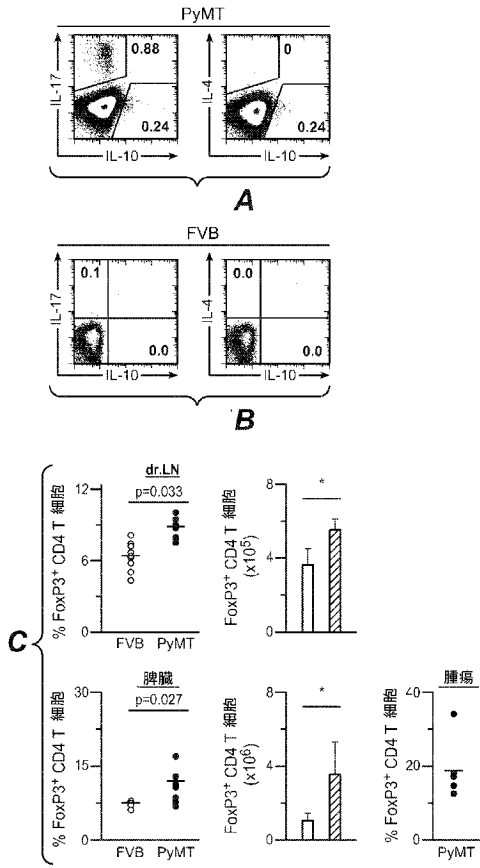 PyMT
IL-17
0.88
0.24
IL-10
IL-4
0
0.24
IL-10
A
FVB
IL-17
0.1
0.0
IL-10
IL-4
0.0
0.0
IL-10
B
C
dr.LN
p=0.033
% FoxP3+ CD4 T 細胞
12
6
0
FVB PyMT
FoxP3+ CD4 T 細胞
(x10⁵)
8
4
0
*
脾臓
p=0.027
% FoxP3+ CD4 T 細胞
30
15
0
FVB PyMT
FoxP3+ CD4 T 細胞
(x10⁶)
6
3
0
*
腫瘍
% FoxP3+ CD4 T 細胞
40
20
0
PyMT